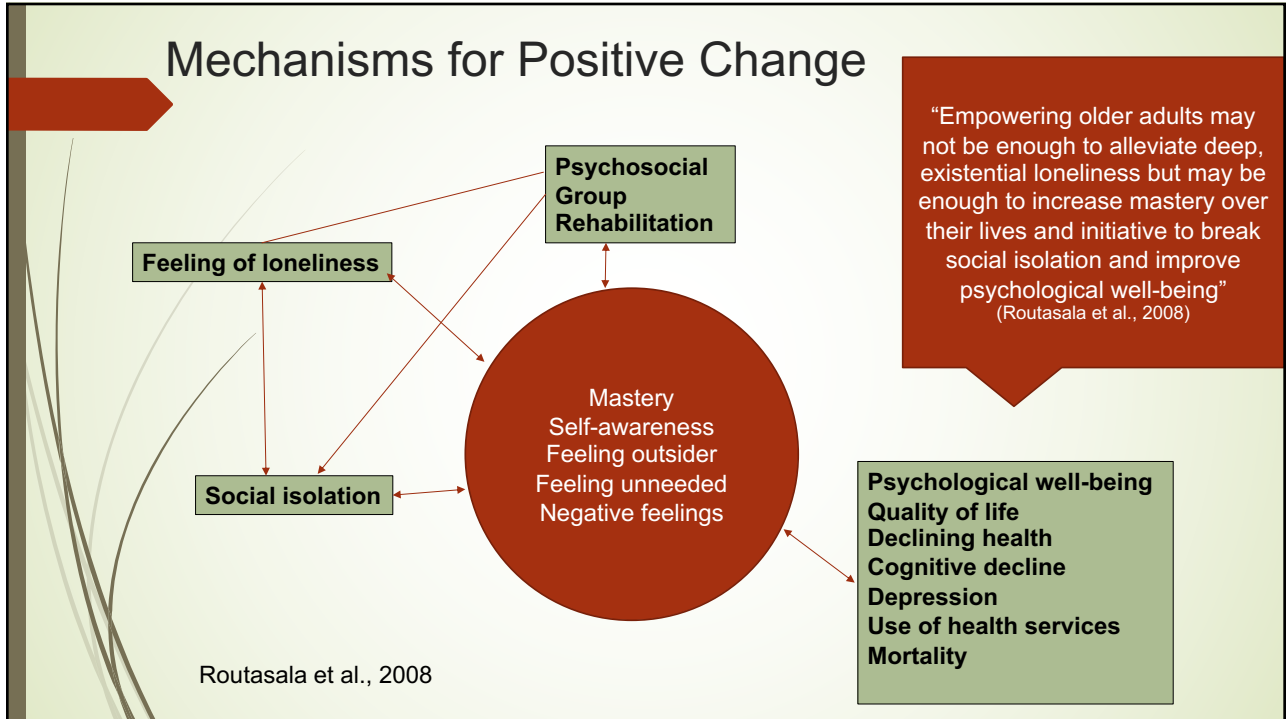 Mechanisms for Positive Change
“Empowering older adults may
not be enough to alleviate deep,
existential loneliness but may be
enough to increase mastery over
their lives and initiative to break
social isolation and improve
psychological well-being”
(Routasala et al., 2008)
Psychosocial
Group
Rehabilitation
Feeling of loneliness
Social isolation
Mastery
Self-awareness
Feeling outsider
Feeling unneeded
Negative feelings
Psychological well-being
Quality of life
Declining health
Cognitive decline
Depression
Use of health services
Mortality
Routasala et al., 2008